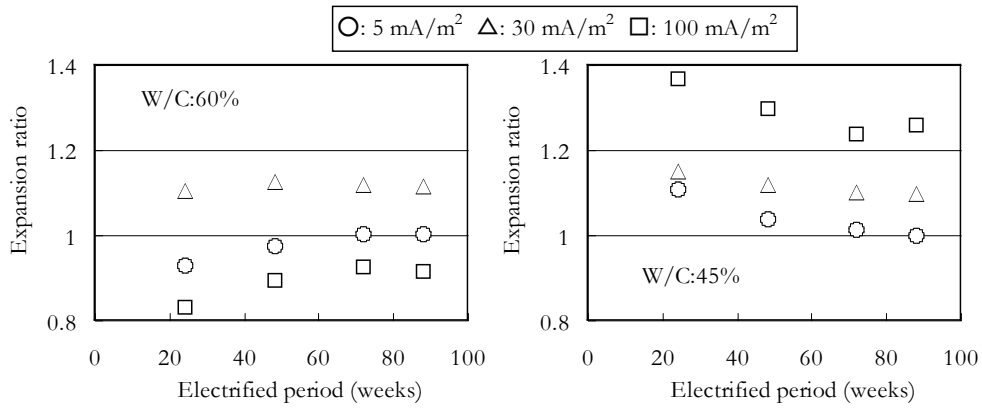 ○: 5 mA/m² △: 30 mA/m² □: 100 mA/m²
Expansion ratio
1.4
1.2
1
0.8
W/C:60%
0 20 40 60 80 100
Electrified period (weeks)
Expansion ratio
1.4
1.2
1
0.8
W/C:45%
0 20 40 60 80 100
Electrified period (weeks)